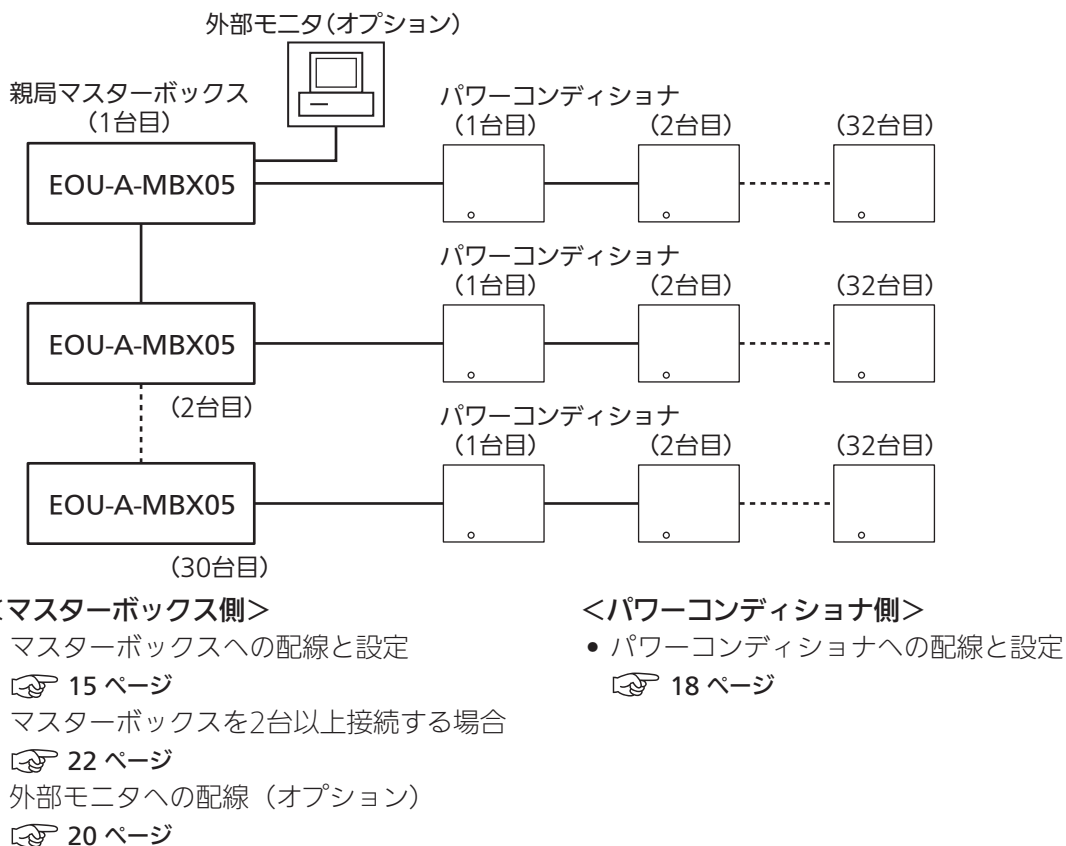 外部モニタ(オプション)
親局マスターボックス
(1台目)
EOU-A-MBX05
パワーコンディショナ
(1台目) (2台目) (32台目)
EOU-A-MBX05
(2台目)
パワーコンディショナ
(1台目) (2台目) (32台目)
EOU-A-MBX05
(30台目)
パワーコンディショナ
(1台目) (2台目) (32台目)
<マスターボックス側>
マスターボックスへの配線と設定
☞ 15 ページ
マスターボックスを2台以上接続する場合
☞ 22 ページ
外部モニタへの配線(オプション)
☞ 20 ページ
<パワーコンディショナ側>
• パワーコンディショナへの配線と設定
☞ 18 ページ